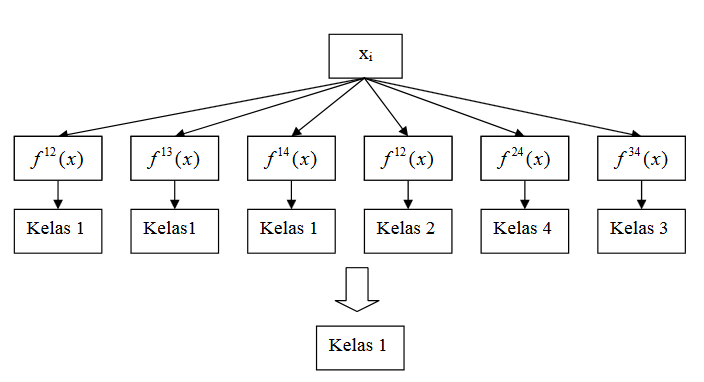 xᵢ
f¹²(x) f¹³(x) f¹⁴(x) f¹²(x) f²⁴(x) f³⁴(x)
Kelas 1 Kelas1 Kelas 1 Kelas 2 Kelas 4 Kelas 3
Kelas 1